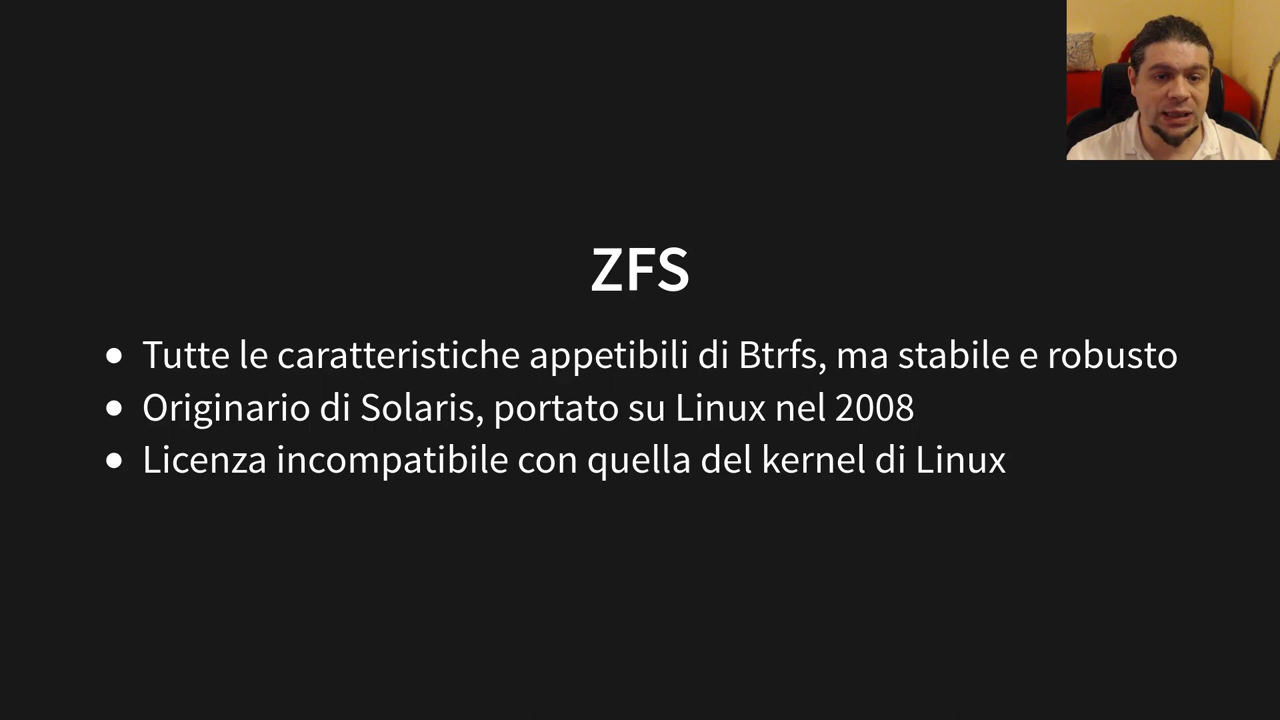 ZFS
Tutte le caratteristiche appetibili di Btrfs, ma stabile e robusto
Originario di Solaris, portato su Linux nel 2008
Licenza incompatibile con quella del kernel di Linux